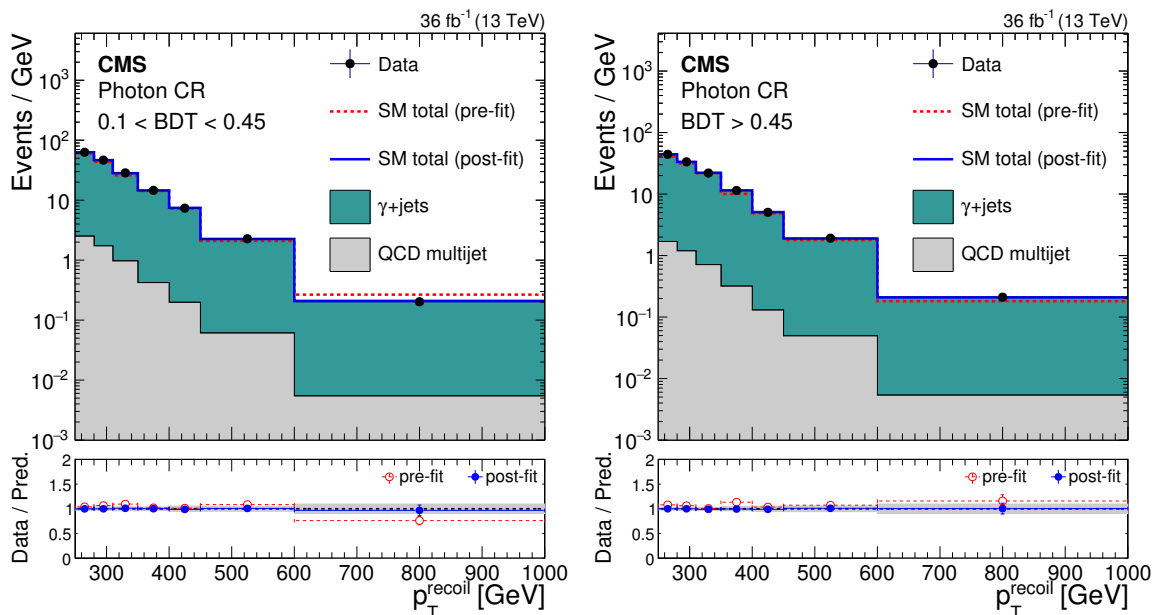 36 fb⁻¹ (13 TeV)
CMS
Photon CR
0.1 < BDT < 0.45
Data
SM total (pre-fit)
SM total (post-fit)
γ+jets
QCD multijet
Events / GeV
10³
10²
10
1
10⁻¹
10⁻²
10⁻³
pre-fit
post-fit
Data / Pred.
2
1.5
1
0.5
0
300 400 500 600 700 800 900 1000
p_T^recoil [GeV]
36 fb⁻¹ (13 TeV)
CMS
Photon CR
BDT > 0.45
Data
SM total (pre-fit)
SM total (post-fit)
γ+jets
QCD multijet
Events / GeV
10³
10²
10
1
10⁻¹
10⁻²
10⁻³
pre-fit
post-fit
Data / Pred.
2
1.5
1
0.5
0
300 400 500 600 700 800 900 1000
p_T^recoil [GeV]